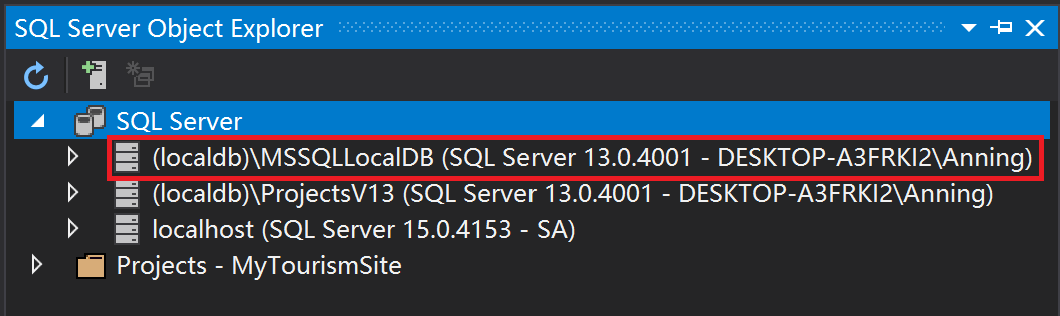 SQL Server Object Explorer
SQL Server
(localdb)\MSSQLLocalDB (SQL Server 13.0.4001 - DESKTOP-A3FRKI2\Anning)
(localdb)\ProjectsV13 (SQL Server 13.0.4001 - DESKTOP-A3FRKI2\Anning)
localhost (SQL Server 15.0.4153 - SA)
Projects - MyTourismSite